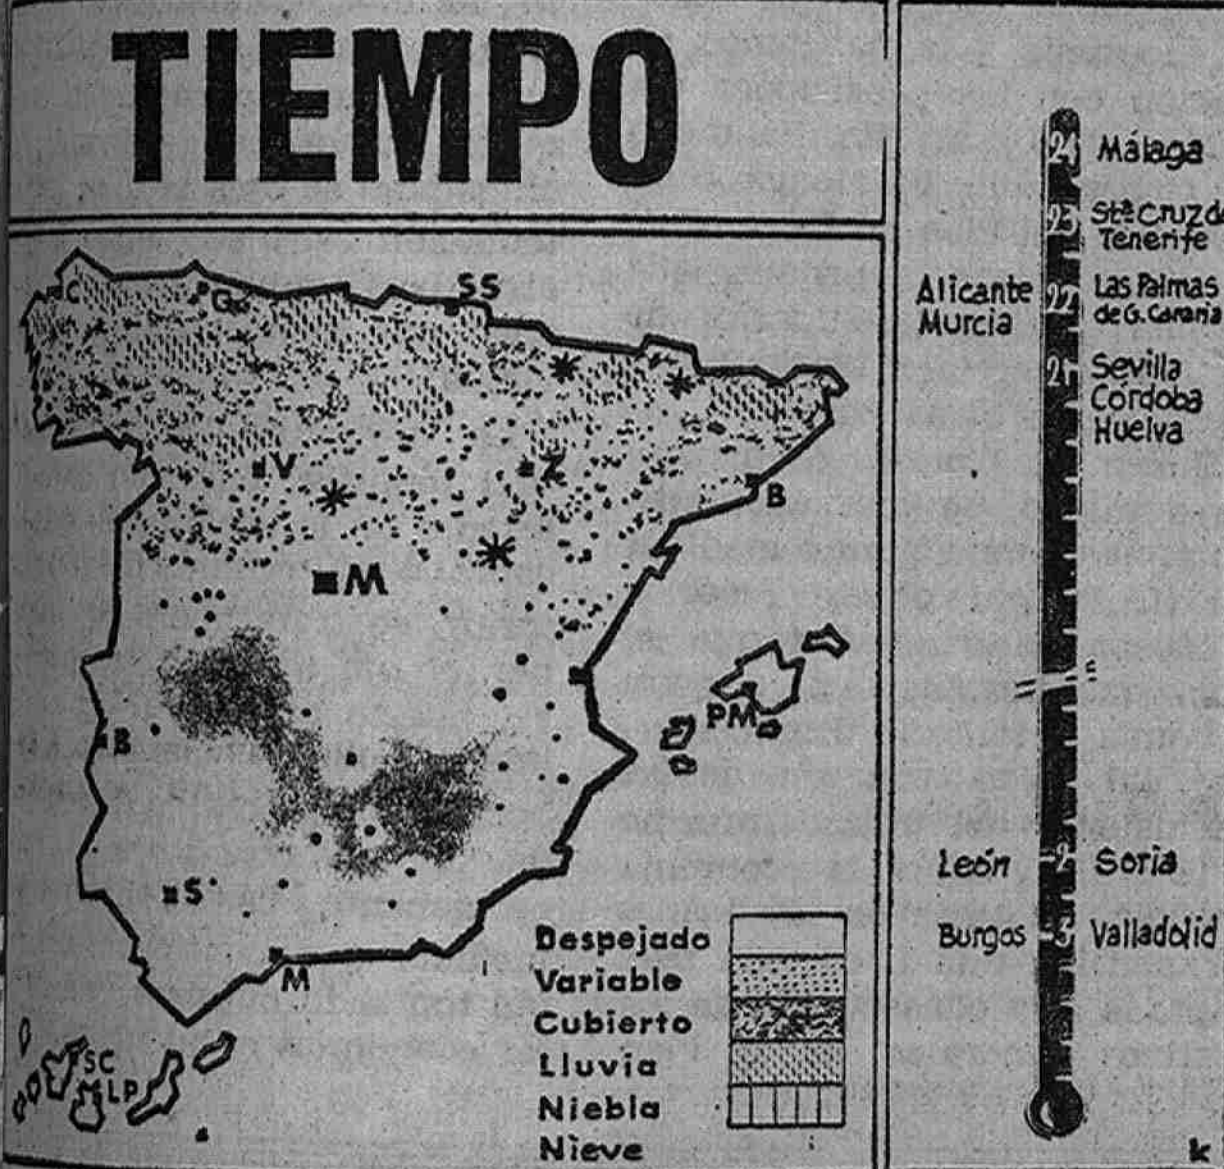 TIEMPO
C
G
SS
V
Z
B
M
B
PM
S
M
SC
LP
Despejado
Variable
Cubierto
Lluvia
Niebla
Nieve
24 Málaga
23 Stª Cruz d
Tenerife
Alicante 22 Las Palmas
Murcia de G. Canaria
21 Sevilla
Córdoba
Huelva
León 2 Soria
Burgos 3 Valladolid
k